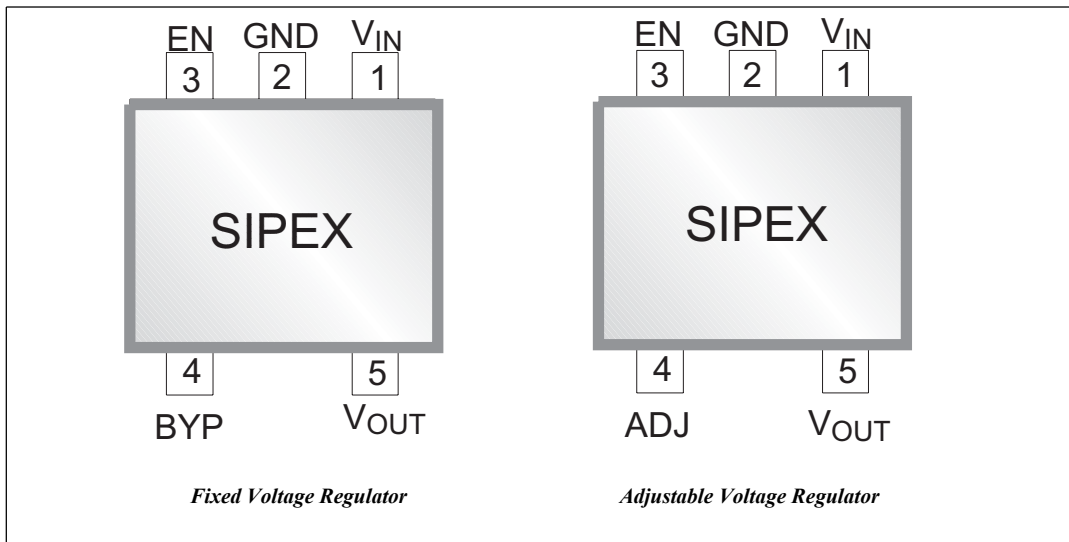 EN GND VIN
3 2 1
SIPEX
4 5
BYP VOUT
Fixed Voltage Regulator
EN GND VIN
3 2 1
SIPEX
4 5
ADJ VOUT
Adjustable Voltage Regulator